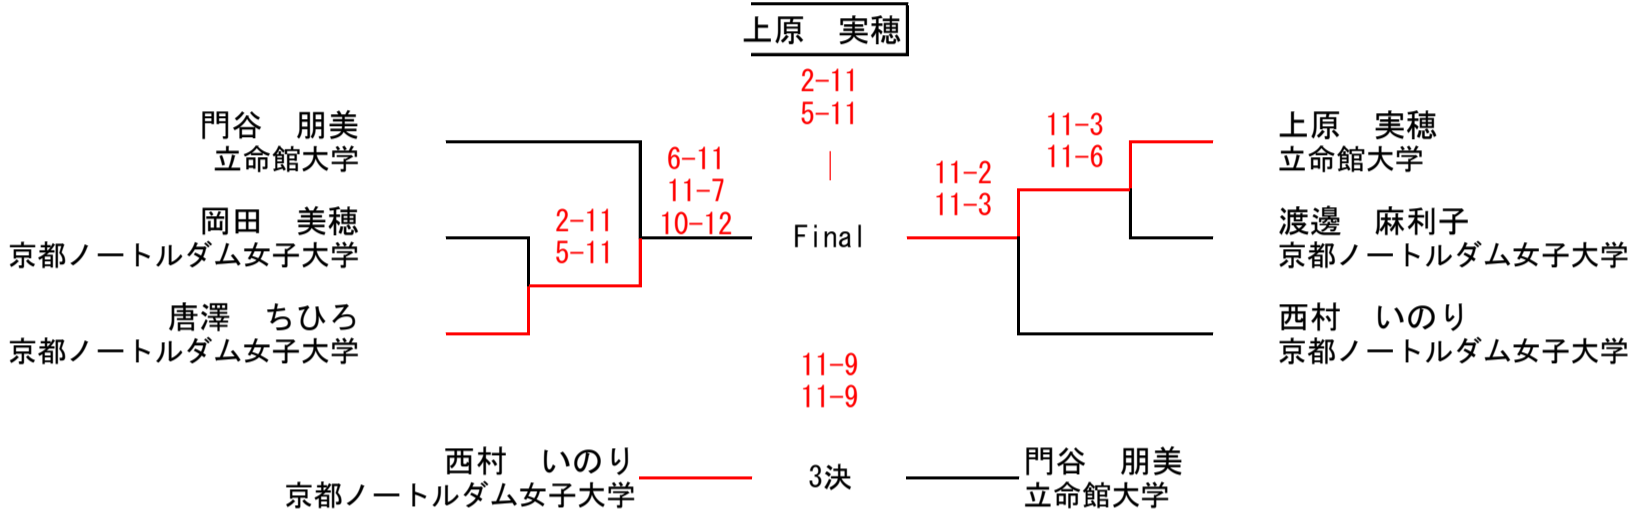 上原　実穂
2-11
5-11
|
Final
門谷　朋美
立命館大学
岡田　美穂
京都ノートルダム女子大学
唐澤　ちひろ
京都ノートルダム女子大学
2-11
5-11
6-11
11-7
10-12
11-2
11-3
11-3
11-6
上原　実穂
立命館大学
渡邊　麻利子
京都ノートルダム女子大学
西村　いのり
京都ノートルダム女子大学
11-9
11-9
西村　いのり
京都ノートルダム女子大学
3決
門谷　朋美
立命館大学